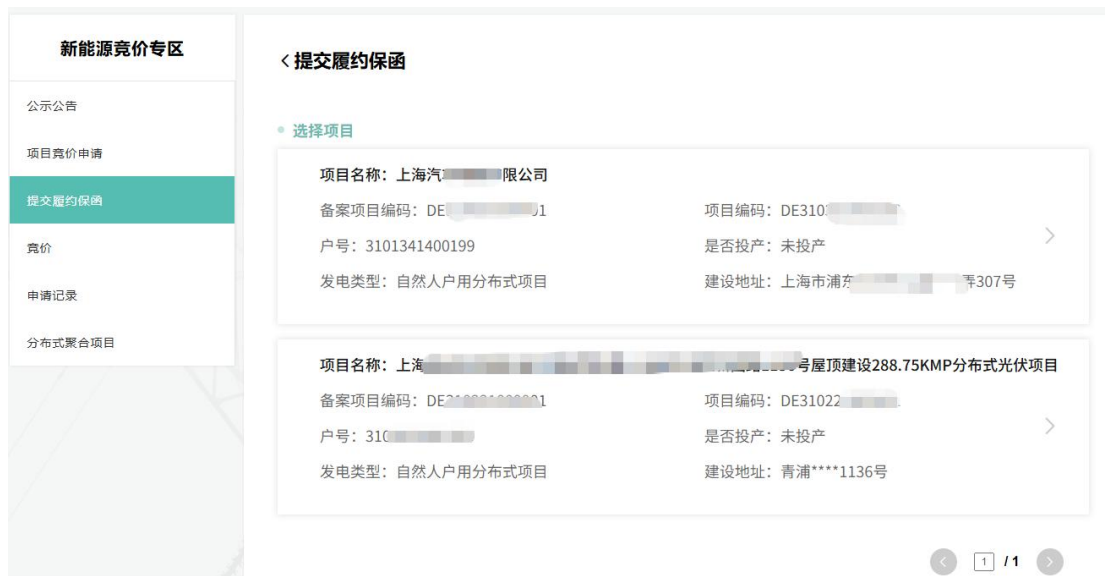 新能源竞价专区
公示公告
项目竞价申请
提交履约保函
竞价
申请记录
分布式聚合项目
<提交履约保函
选择项目
项目名称：上海汽 限公司
备案项目编码：DE 01 项目编码：DE310
户号：3101341400199 是否投产：未投产
发电类型：自然人户用分布式项目 建设地址：上海市浦东 弄307号
项目名称：上海 号屋顶建设288.75KMP分布式光伏项目
备案项目编码：DE 1 项目编码：DE31022
户号：310 是否投产：未投产
发电类型：自然人户用分布式项目 建设地址：青浦****1136号
< 1 / 1 >